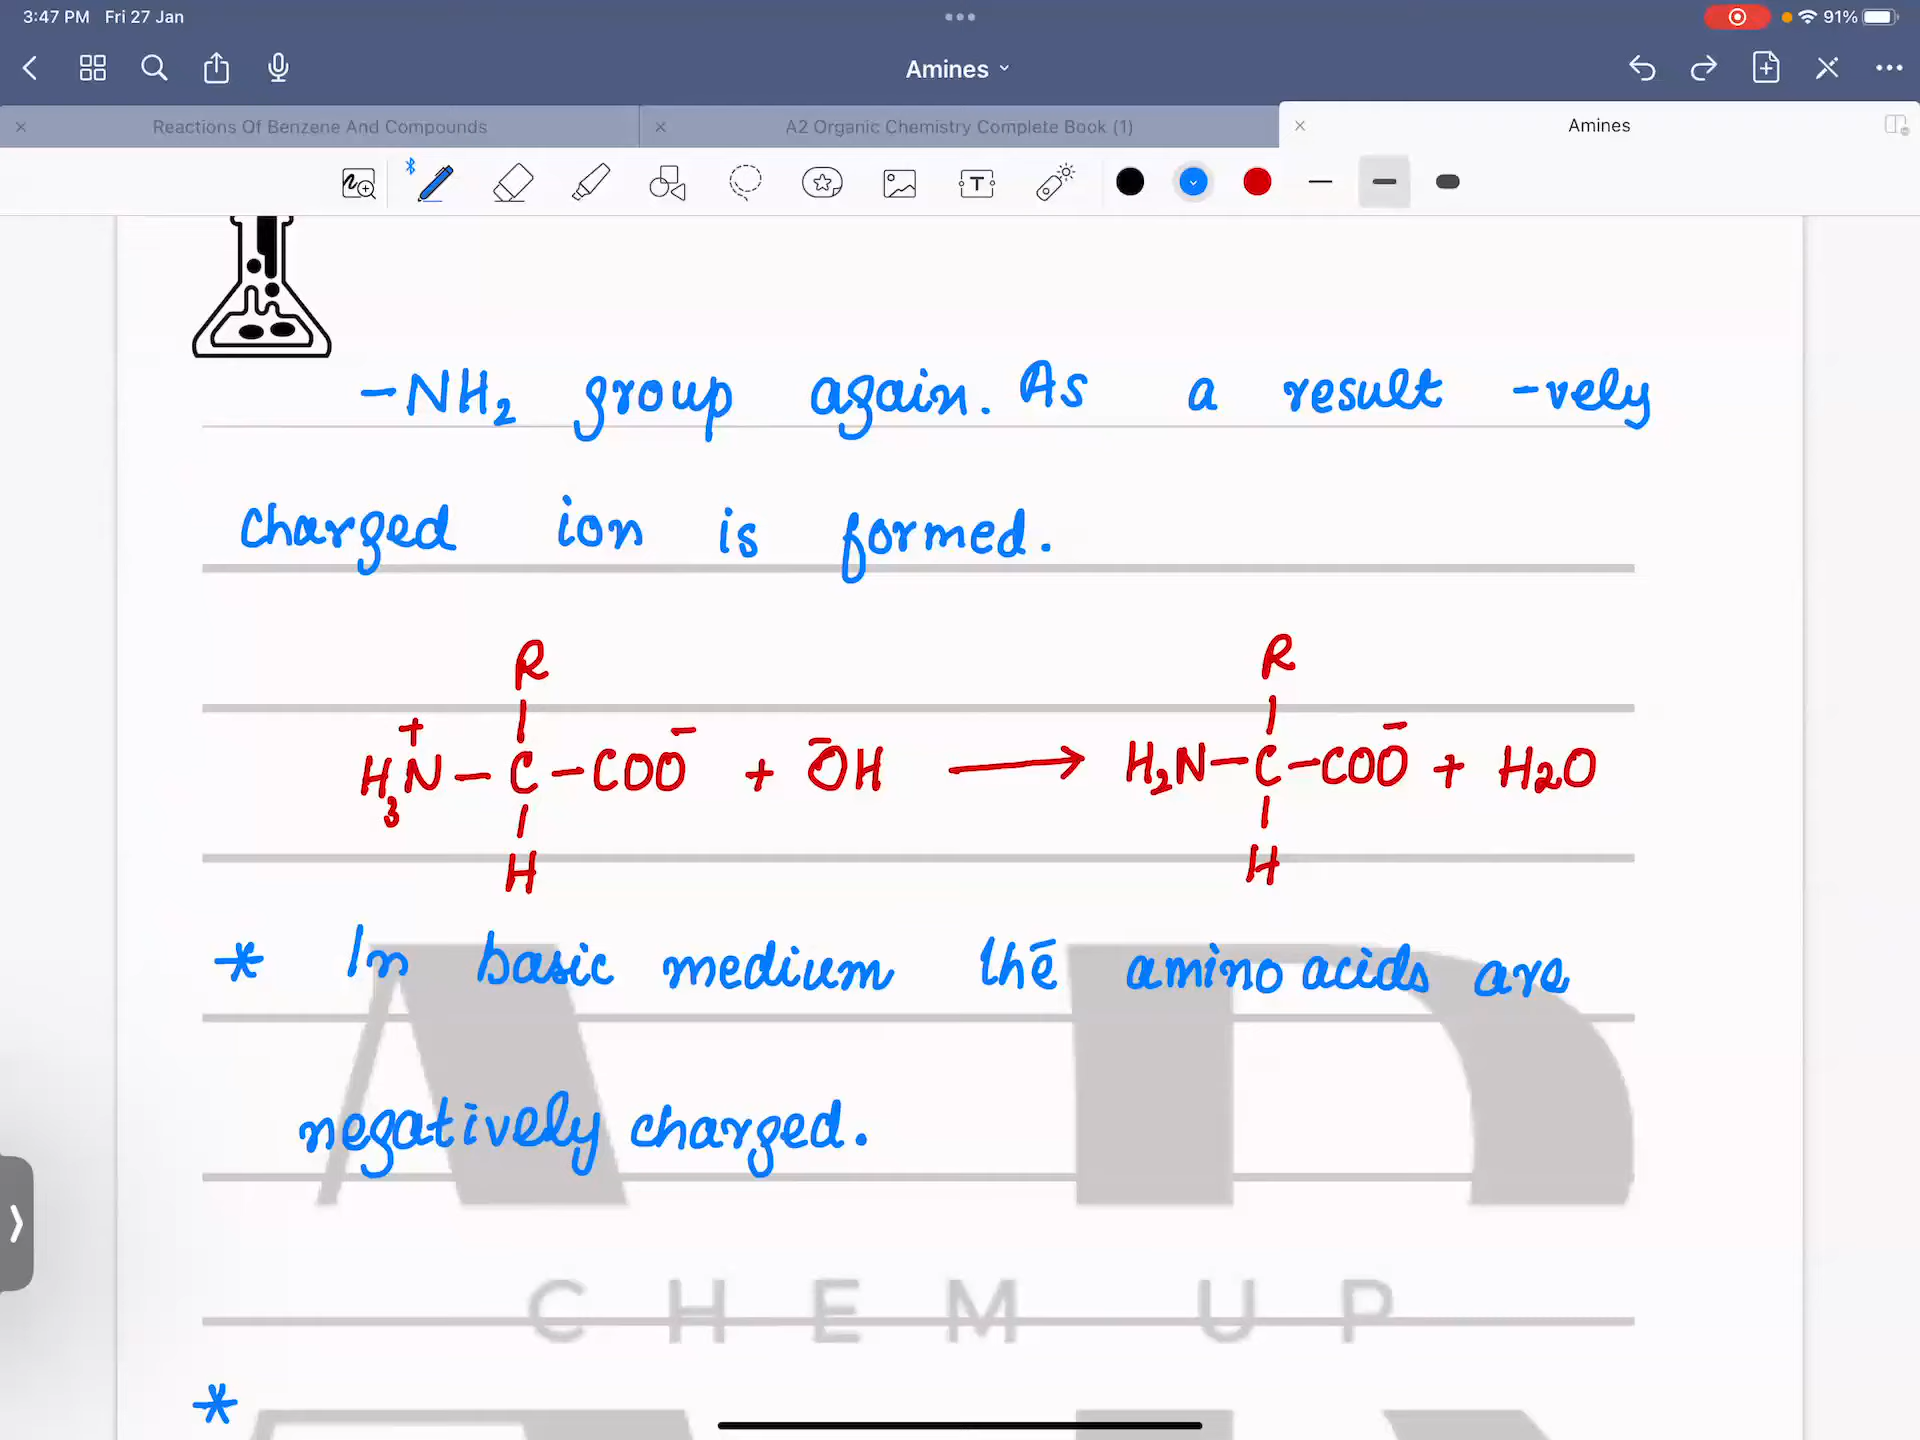 3:47 PM Fri 27 Jan
91%
Amines
Reactions Of Benzene And Compounds
A2 Organic Chemistry Complete Book (1)
Amines
T
-NH₂ group again. As a result -vely
charged ion is formed.
R R
H₃N⁺-C-COO⁻ + ⁻OH → H₂N-C-COO⁻ + H2O
H H
* In basic medium the amino acids are
negatively charged.
CHEM UP
*